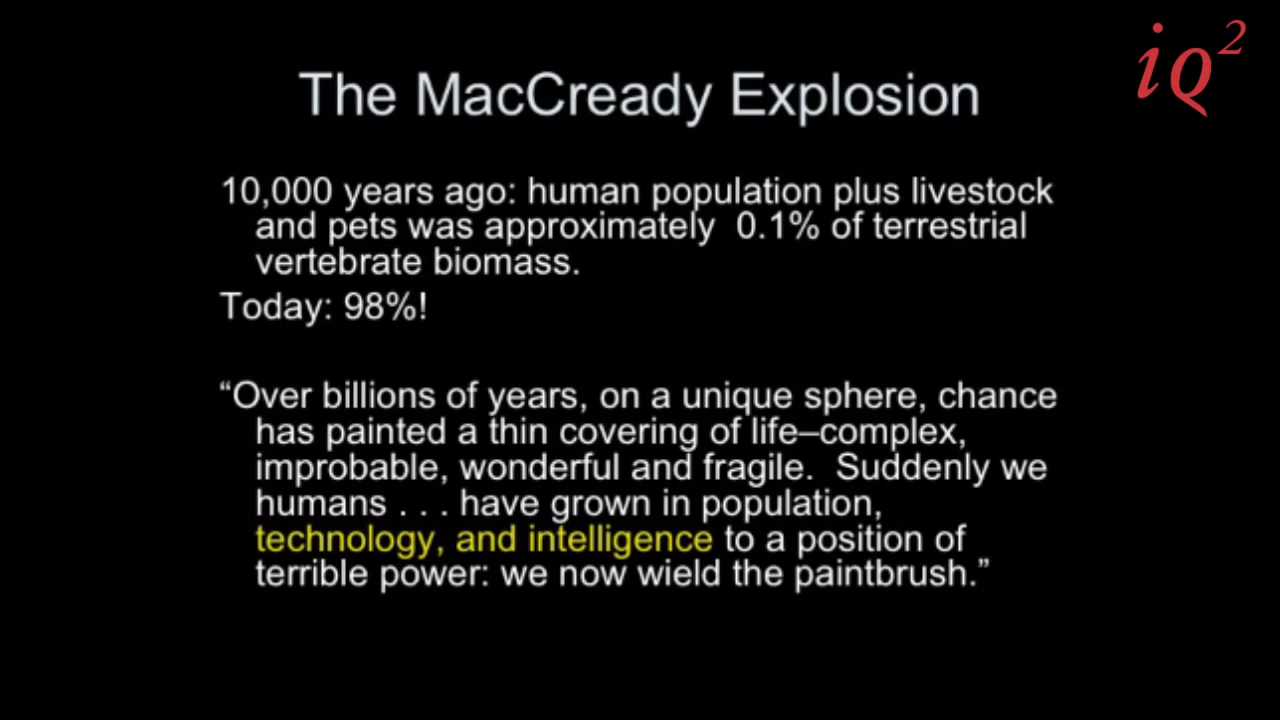 iq²
The MacCready Explosion
10,000 years ago: human population plus livestock
and pets was approximately  0.1% of terrestrial
vertebrate biomass.
Today: 98%!
“Over billions of years, on a unique sphere, chance
has painted a thin covering of life–complex,
improbable, wonderful and fragile.  Suddenly we
humans . . . have grown in population,
technology, and intelligence to a position of
terrible power: we now wield the paintbrush.”